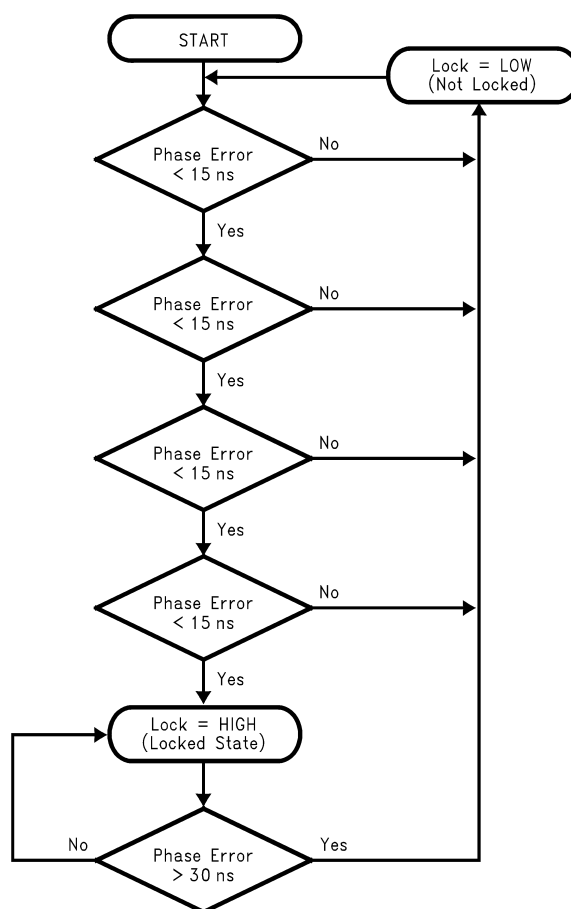 START
Lock = LOW
(Not Locked)
Phase Error
< 15 ns
No
Yes
Phase Error
< 15 ns
No
Yes
Phase Error
< 15 ns
No
Yes
Phase Error
< 15 ns
No
Yes
Lock = HIGH
(Locked State)
No
Phase Error
> 30 ns
Yes